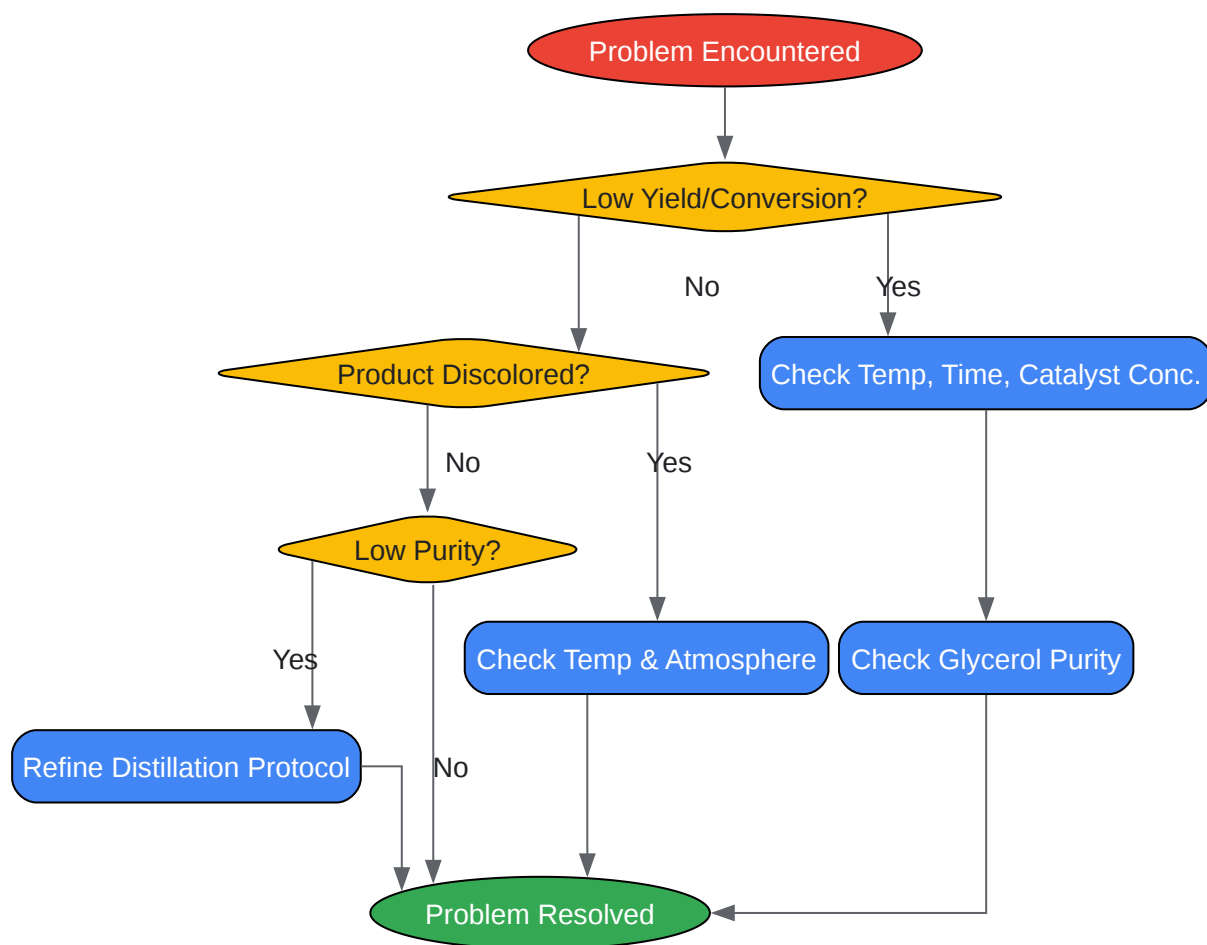 Problem Encountered
Low Yield/Conversion?
No
Yes
Product Discolored?
Check Temp, Time, Catalyst Conc.
No
Yes
Low Purity?
Yes
Check Temp & Atmosphere
Check Glycerol Purity
Refine Distillation Protocol
No
Problem Resolved